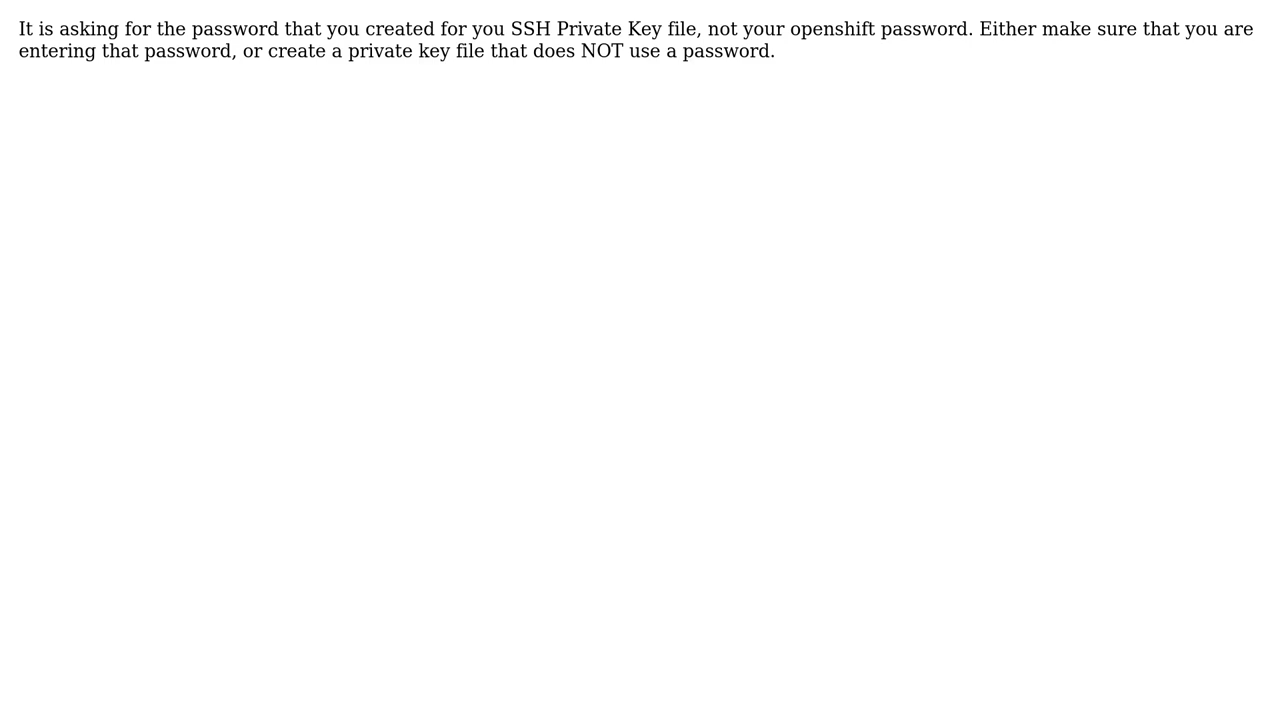 It is asking for the password that you created for you SSH Private Key file, not your openshift password. Either make sure that you are
entering that password, or create a private key file that does NOT use a password.